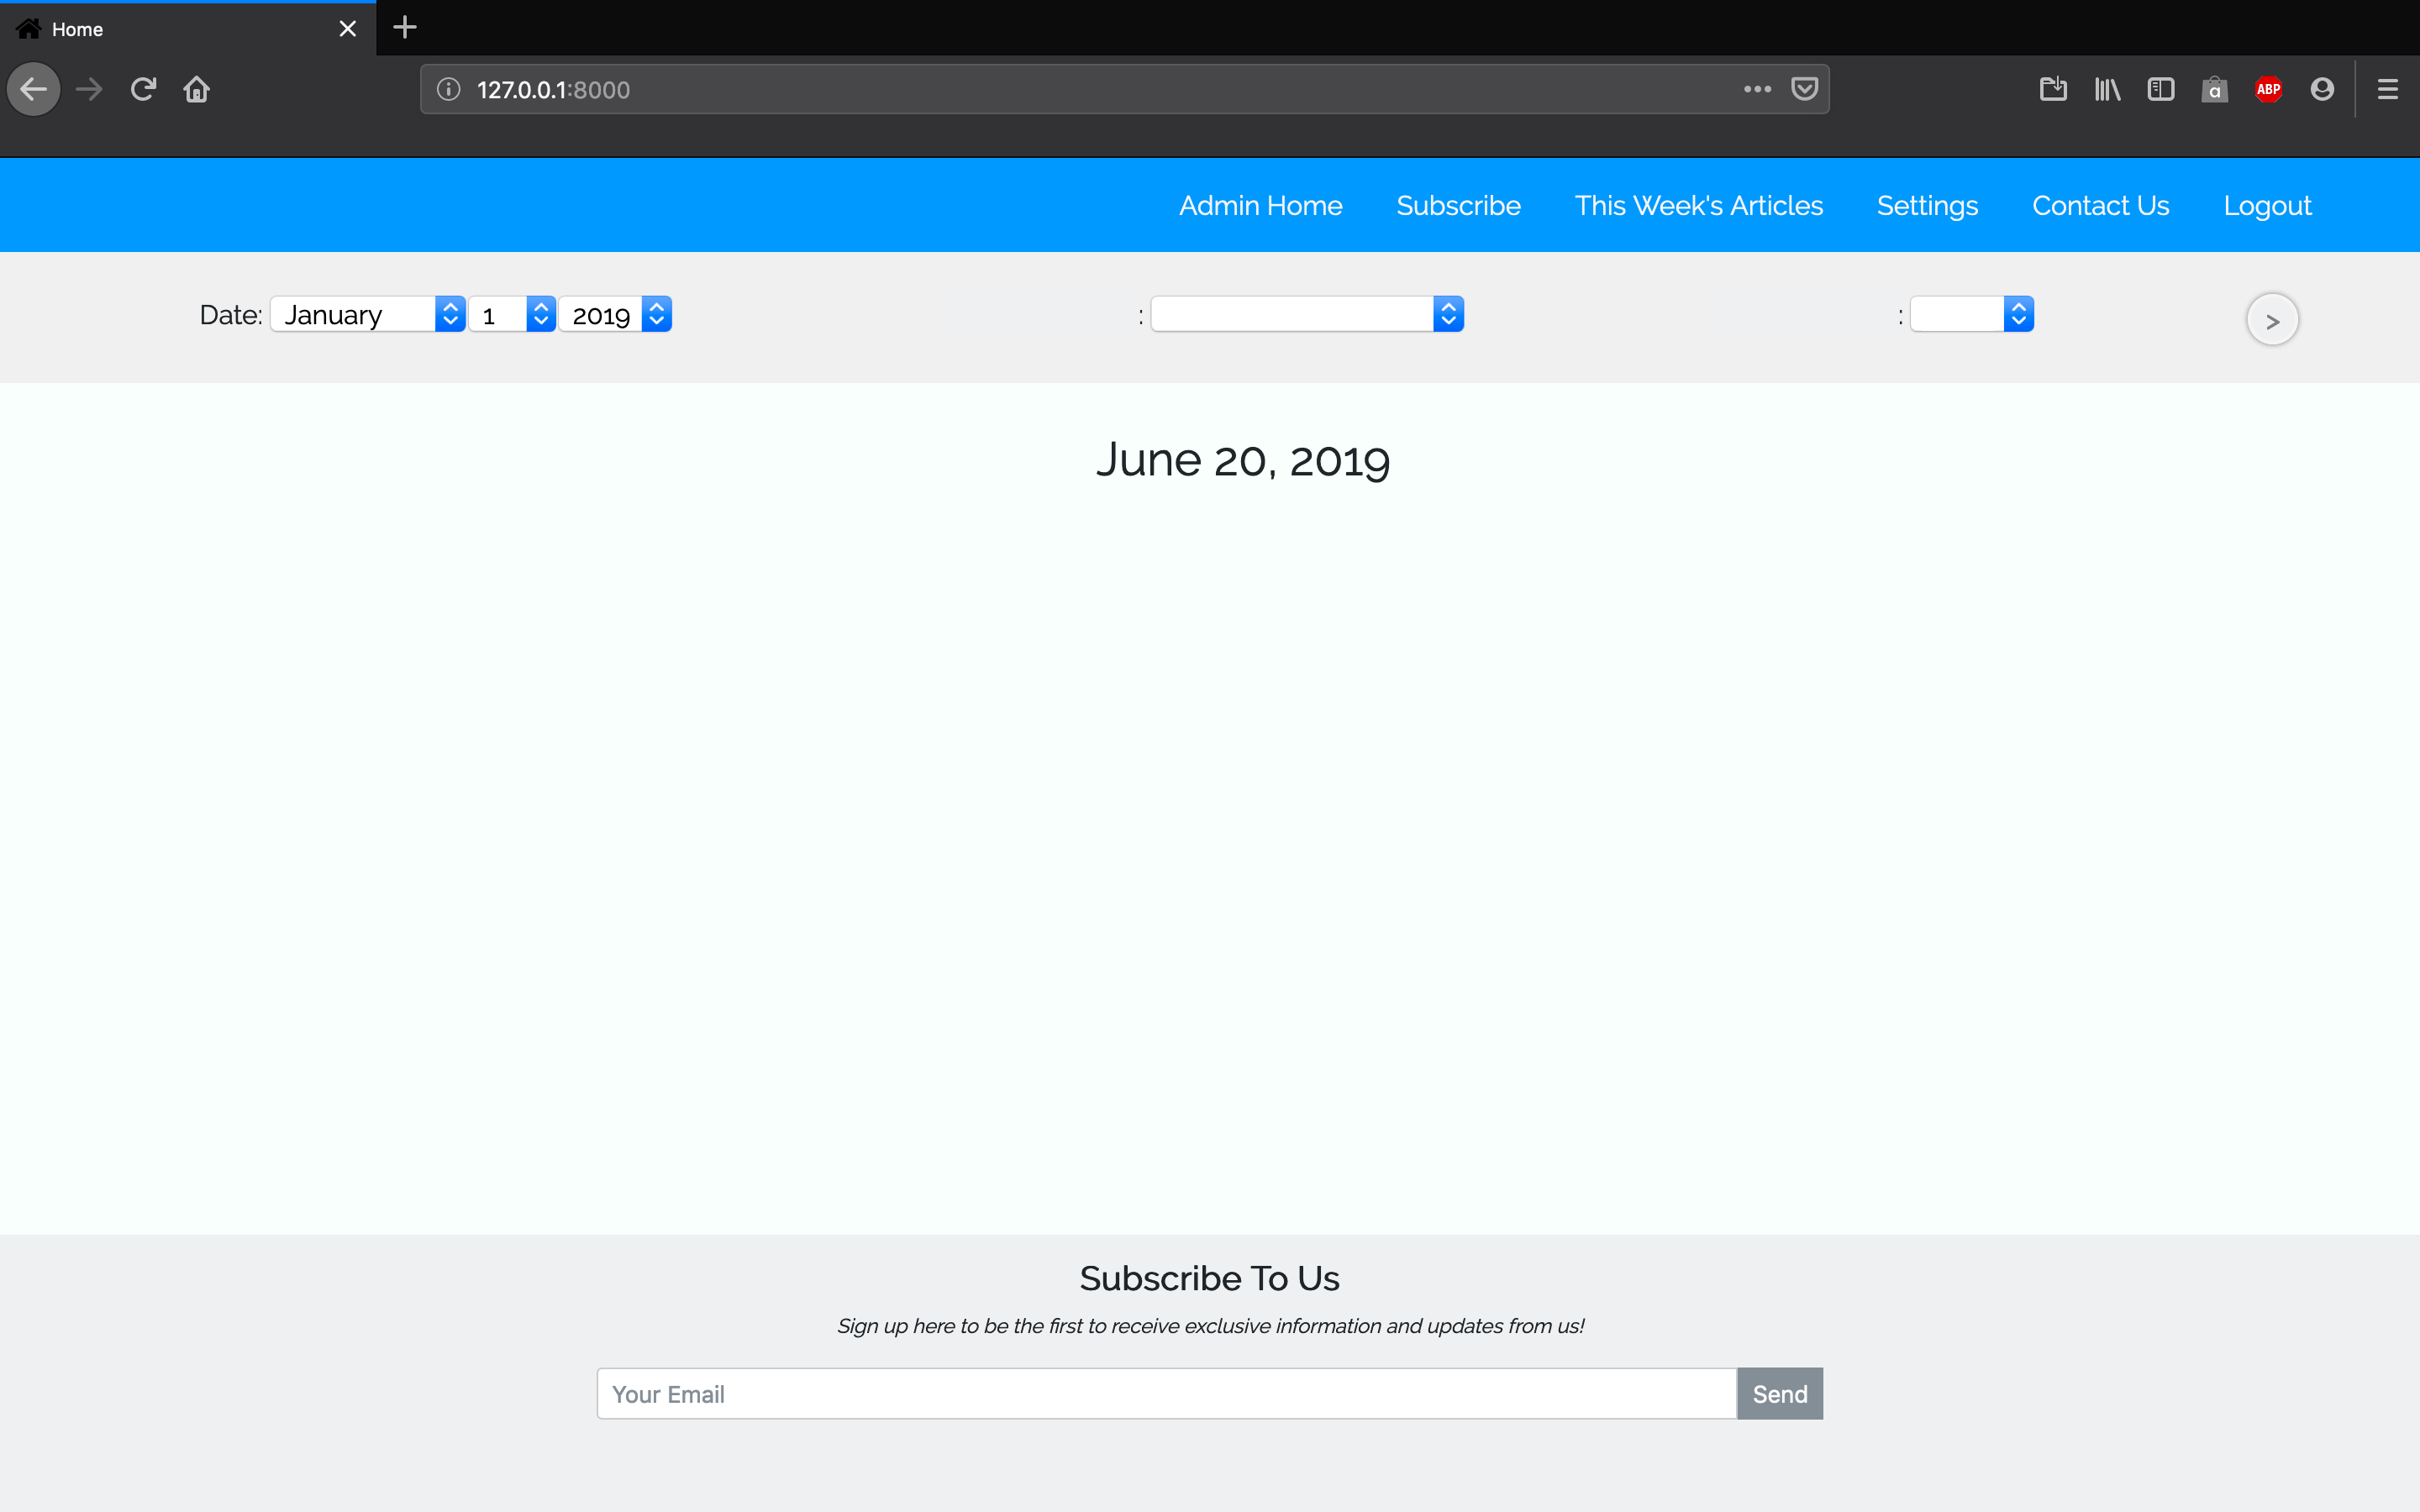 Home
127.0.0.1:8000
a
ABP
Admin Home Subscribe This Week's Articles Settings Contact Us Logout
Date: January 1 2019 : : >
June 20, 2019
Subscribe To Us
Sign up here to be the first to receive exclusive information and updates from us!
Your Email Send